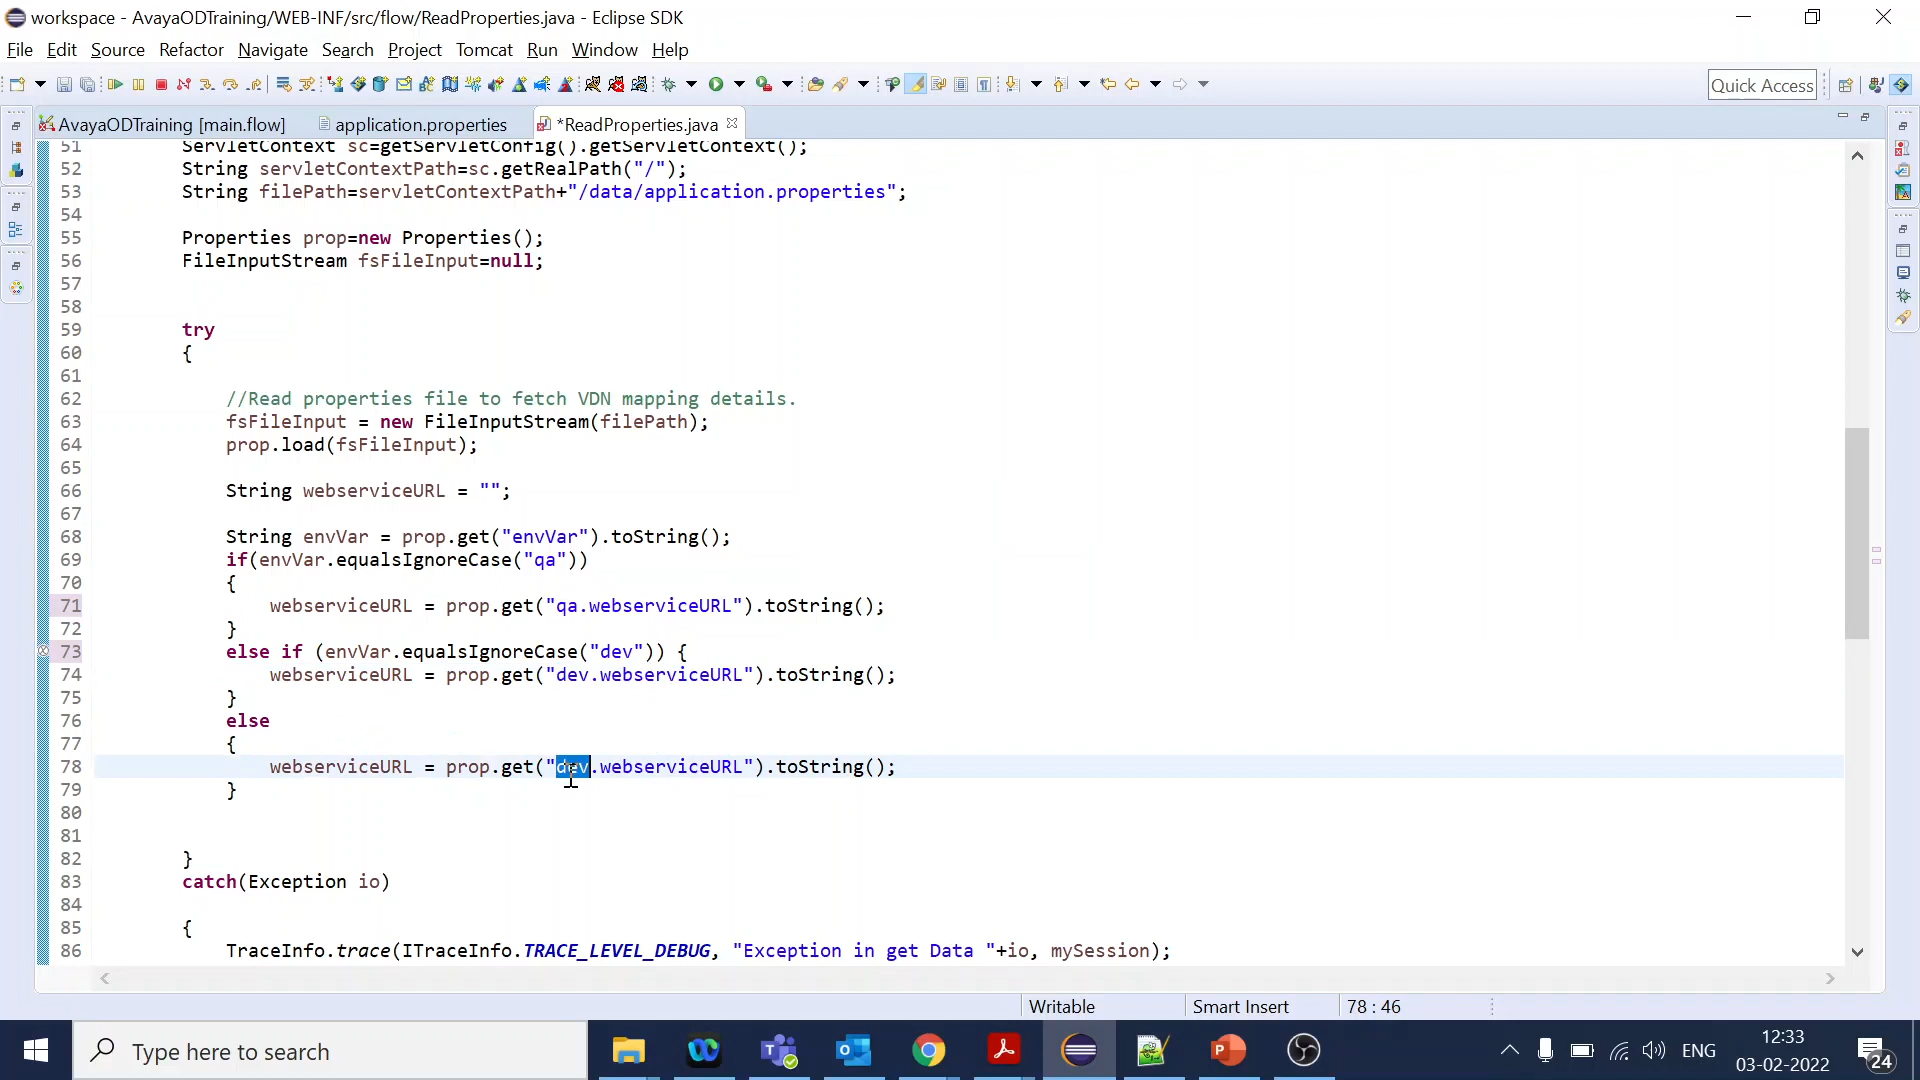 workspace - AvayaODTraining/WEB-INF/src/flow/ReadProperties.java - Eclipse SDK
File Edit Source Refactor Navigate Search Project Tomcat Run Window Help
Quick Access
AvayaODTraining [main.flow] application.properties *ReadProperties.java
51 ServletContext sc=getServletConfig().getServletContext();
52 String servletContextPath=sc.getRealPath("/");
53 String filePath=servletContextPath+"/data/application.properties";
54
55 Properties prop=new Properties();
56 FileInputStream fsFileInput=null;
57
58
59 try
60 {
61
62 //Read properties file to fetch VDN mapping details.
63 fsFileInput = new FileInputStream(filePath);
64 prop.load(fsFileInput);
65
66 String webserviceURL = "";
67
68 String envVar = prop.get("envVar").toString();
69 if(envVar.equalsIgnoreCase("qa"))
70 {
71 webserviceURL = prop.get("qa.webserviceURL").toString();
72 }
73 else if (envVar.equalsIgnoreCase("dev")) {
74 webserviceURL = prop.get("dev.webserviceURL").toString();
75 }
76 else
77 {
78 webserviceURL = prop.get("dev.webserviceURL").toString();
79 }
80
81
82 }
83 catch(Exception io)
84
85 {
86 TraceInfo.trace(ITraceInfo.TRACE_LEVEL_DEBUG, "Exception in get Data "+io, mySession);
Writable Smart Insert 78 : 46
Type here to search
ENG
12:33
03-02-2022
24